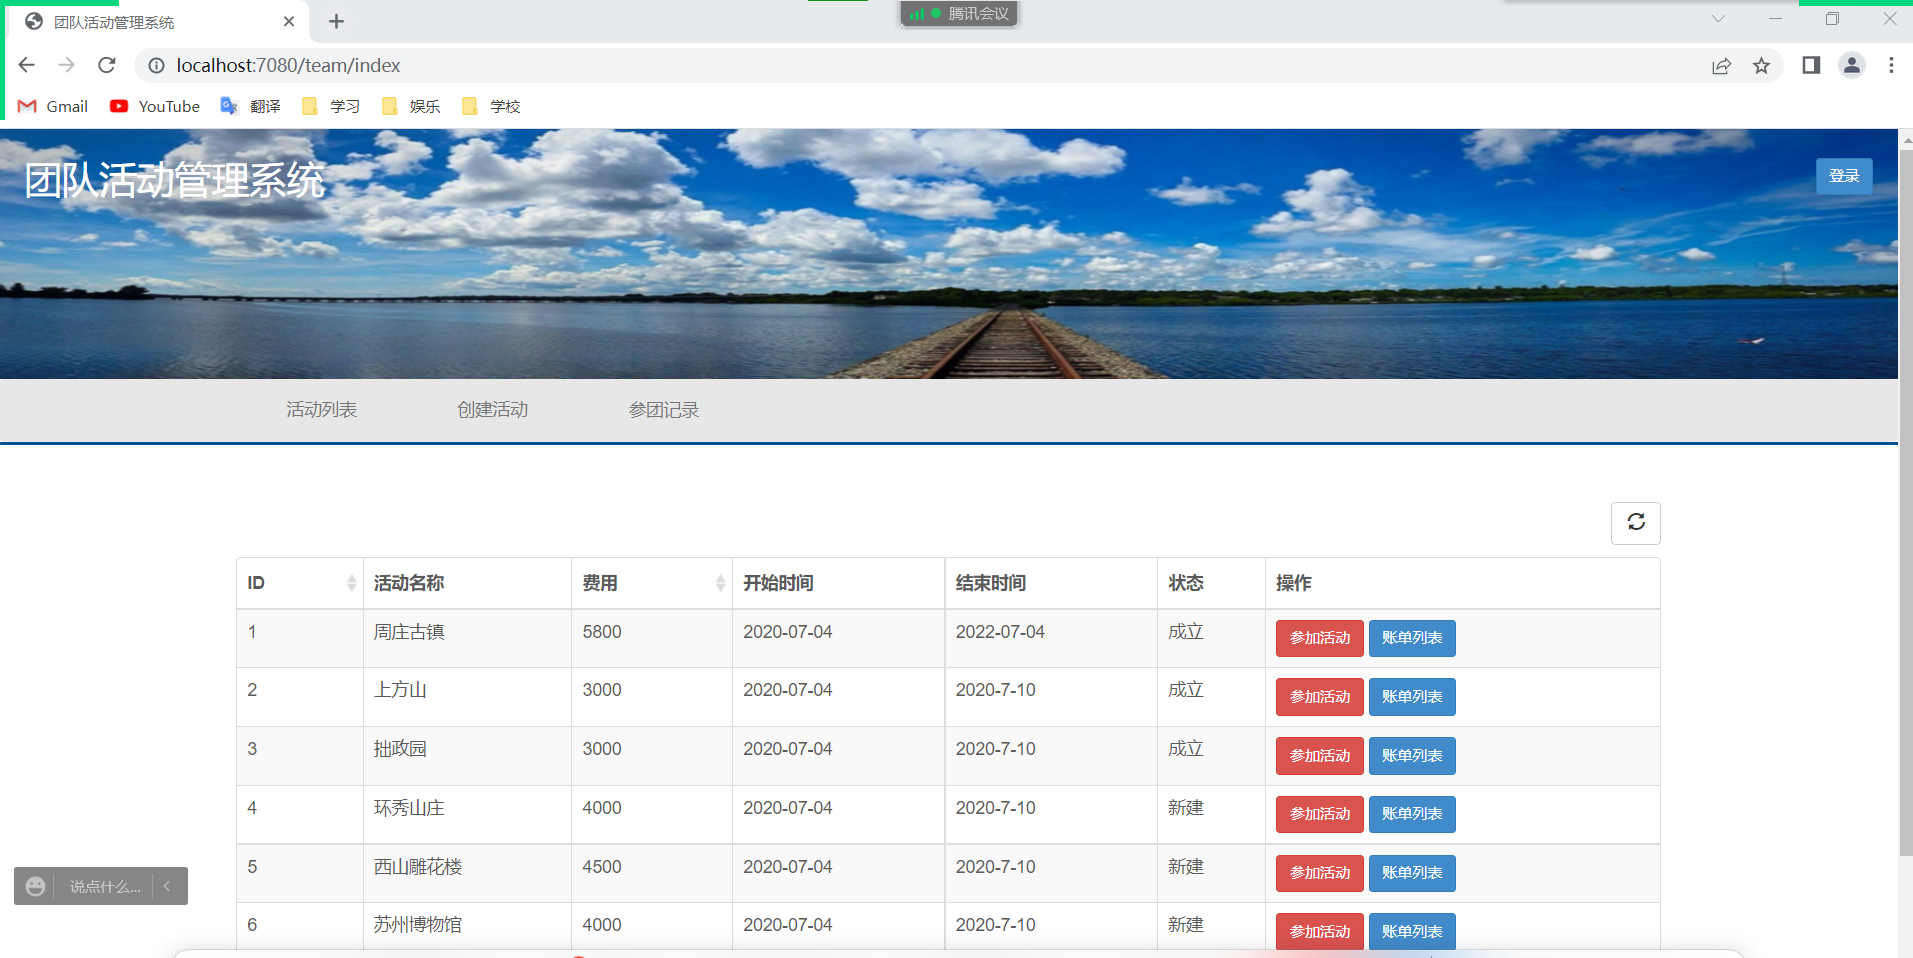 团队活动管理系统
腾讯会议
localhost:7080/team/index
Gmail YouTube 翻译 学习 娱乐 学校
团队活动管理系统
登录
活动列表 创建活动 参团记录
ID 活动名称 费用 开始时间 结束时间 状态 操作
1 周庄古镇 5800 2020-07-04 2022-07-04 成立 参加活动 账单列表
2 上方山 3000 2020-07-04 2020-7-10 成立 参加活动 账单列表
3 拙政园 3000 2020-07-04 2020-7-10 成立 参加活动 账单列表
4 环秀山庄 4000 2020-07-04 2020-7-10 新建 参加活动 账单列表
5 西山雕花楼 4500 2020-07-04 2020-7-10 新建 参加活动 账单列表
说点什么...
6 苏州博物馆 4000 2020-07-04 2020-7-10 新建 参加活动 账单列表